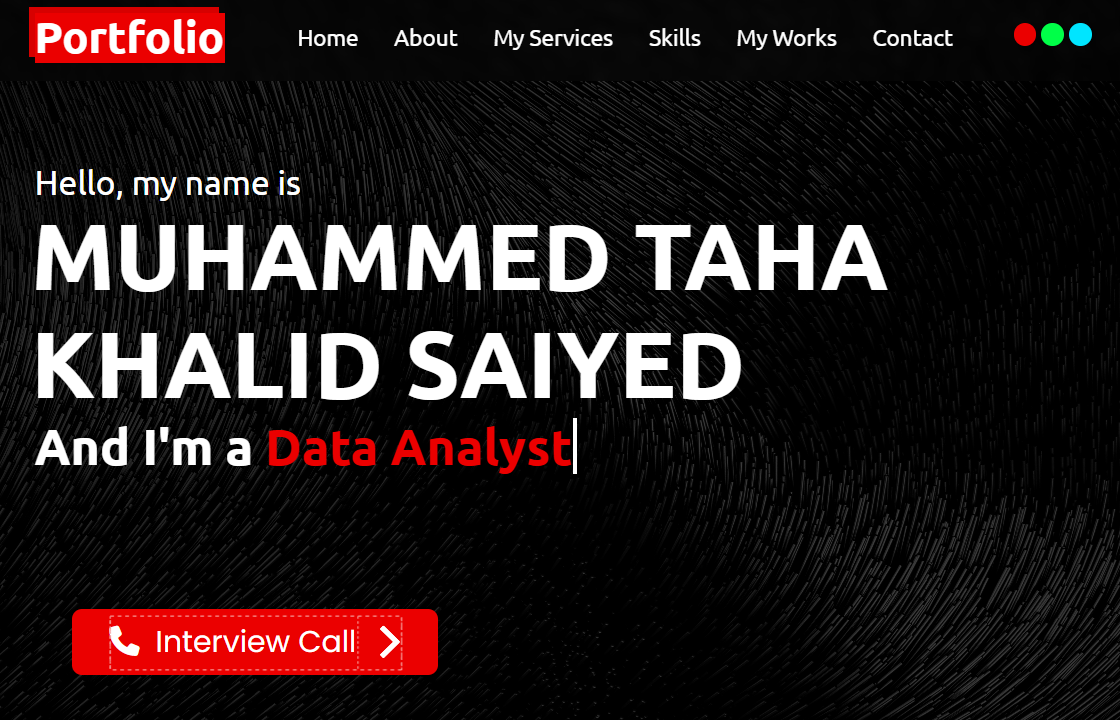 Portfolio
Home About My Services Skills My Works Contact
Hello, my name is
MUHAMMED TAHA
KHALID SAIYED
And I'm a Data Analyst
Interview Call